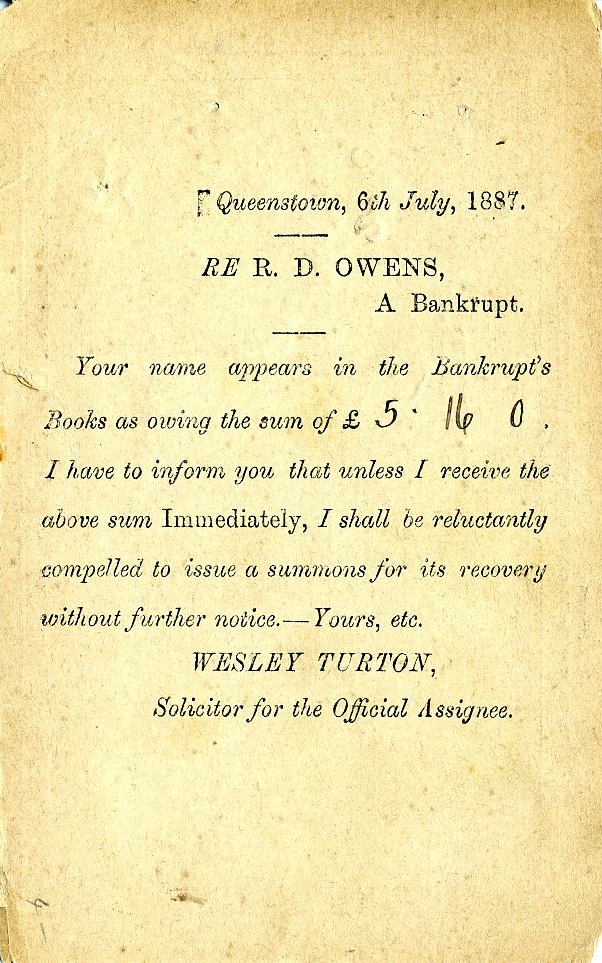 Queenstown, 6th July, 1887.
RE R. D. OWENS,
A Bankrupt.
Your name appears in the Bankrupt's
Books as owing the sum of £ 5 · 16 0 .
I have to inform you that unless I receive the
above sum Immediately, I shall be reluctantly
compelled to issue a summons for its recovery
without further notice.—Yours, etc.
WESLEY TURTON,
Solicitor for the Official Assignee.